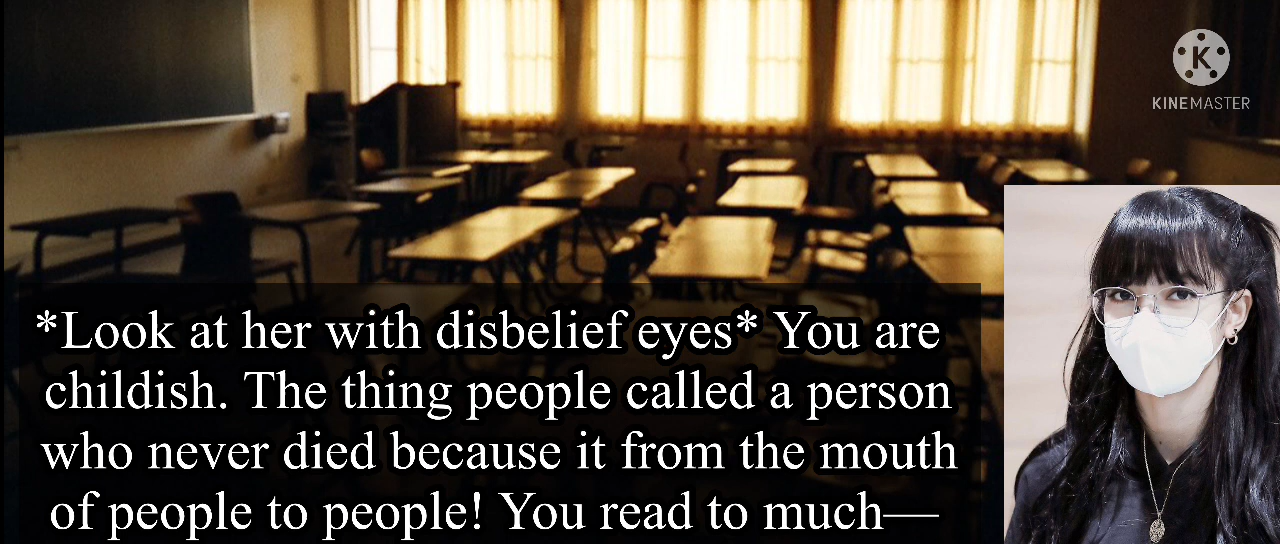 KINEMASTER
*Look at her with disbelief eyes* You are
childish. The thing people called a person
who never died because it from the mouth
of people to people! You read to much—